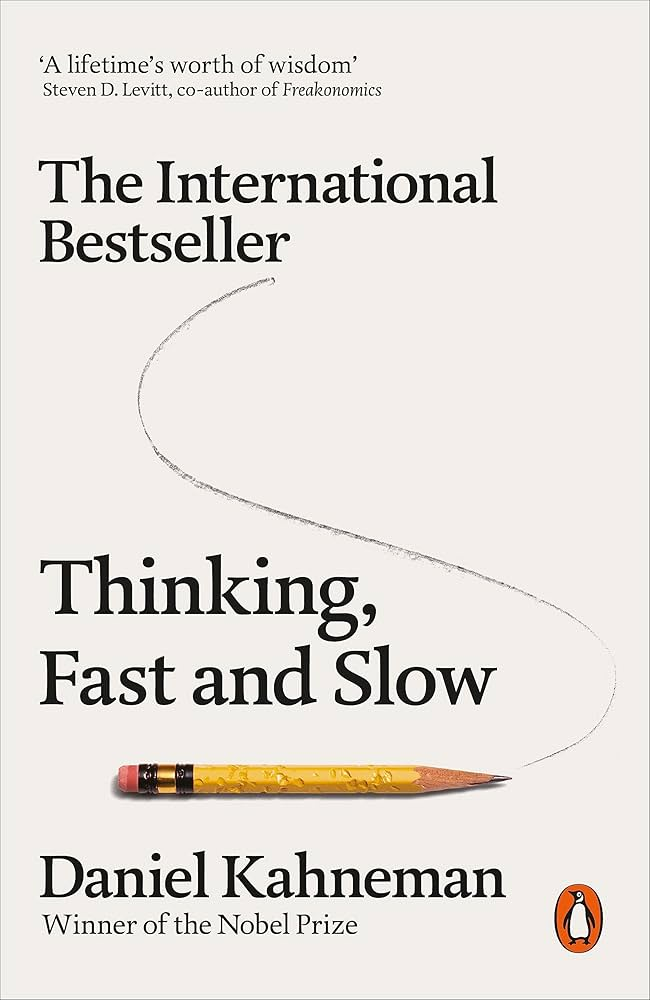 ‘A lifetime’s worth of wisdom’
Steven D. Levitt, co-author of Freakonomics
The International
Bestseller
Thinking,
Fast and Slow
Daniel Kahneman
Winner of the Nobel Prize